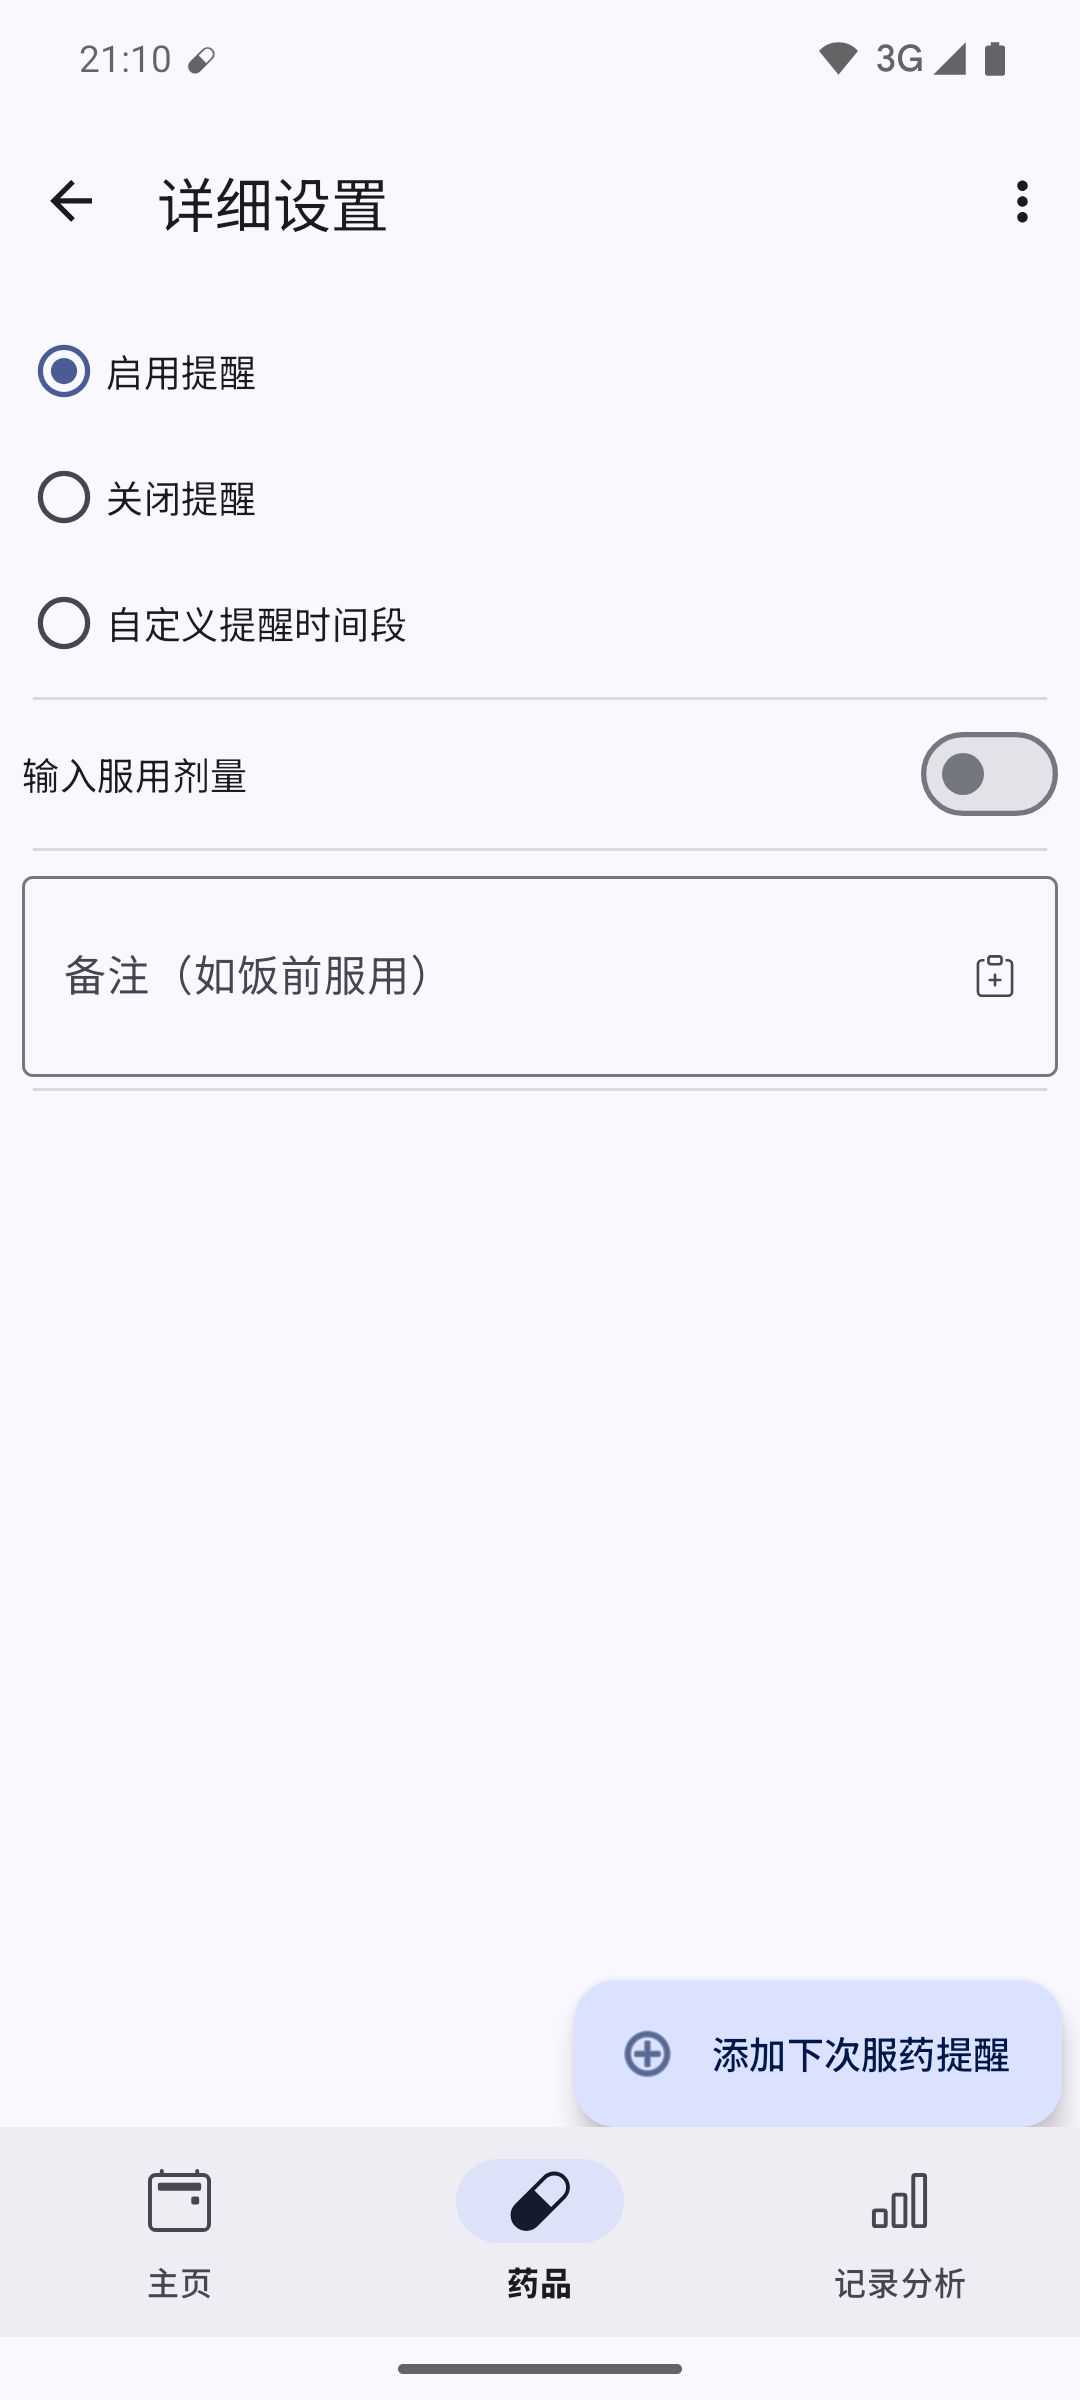 21:10
3G
详细设置
启用提醒
关闭提醒
自定义提醒时间段
输入服用剂量
备注（如饭前服用）
添加下次服药提醒
主页
药品
记录分析